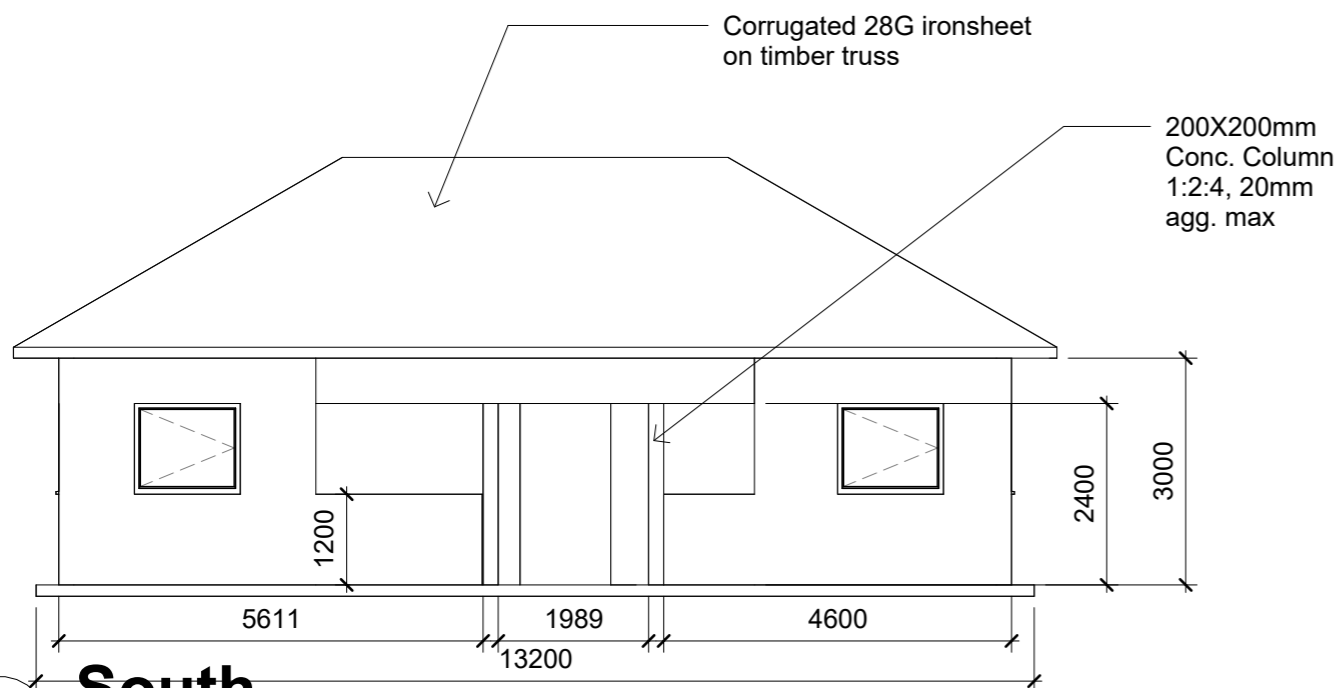 Corrugated 28G ironsheet
on timber truss
200X200mm
Conc. Column
1:2:4, 20mm
agg. max
1200
2400
3000
5611
1989
4600
13200
South